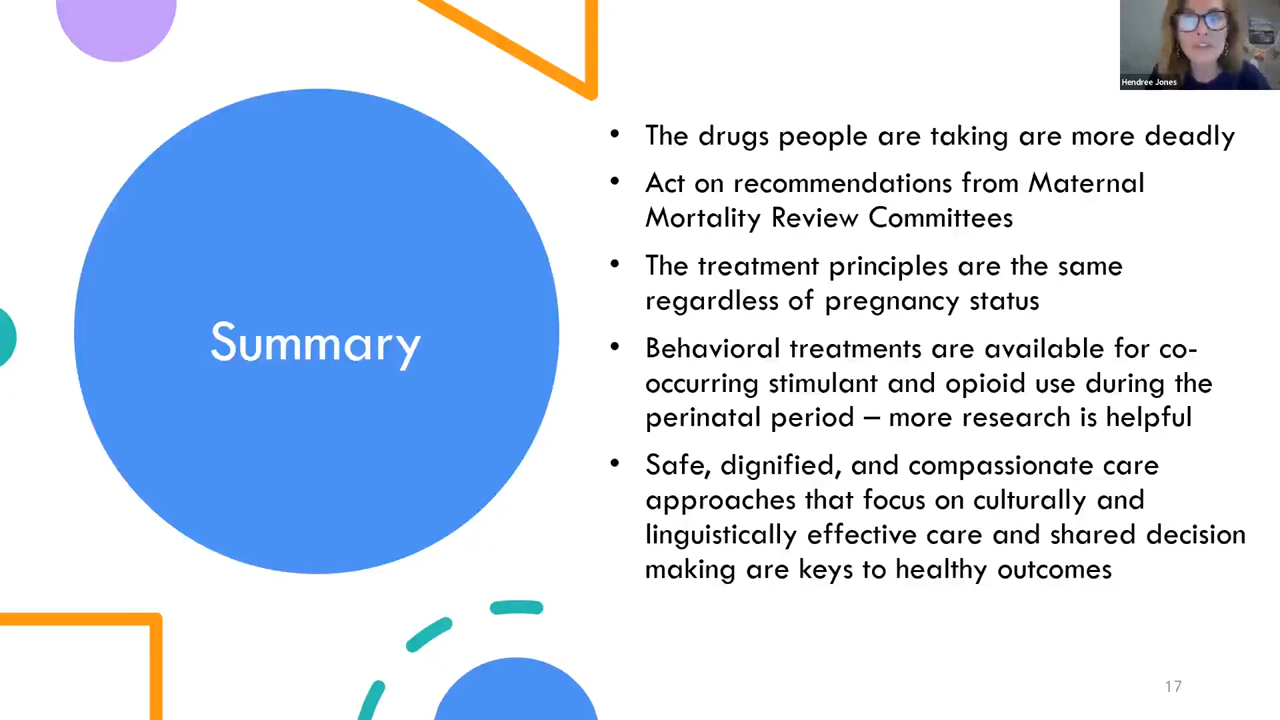 Hendree Jones
Summary
• The drugs people are taking are more deadly
• Act on recommendations from Maternal
Mortality Review Committees
• The treatment principles are the same
regardless of pregnancy status
• Behavioral treatments are available for co-
occurring stimulant and opioid use during the
perinatal period – more research is helpful
• Safe, dignified, and compassionate care
approaches that focus on culturally and
linguistically effective care and shared decision
making are keys to healthy outcomes
17